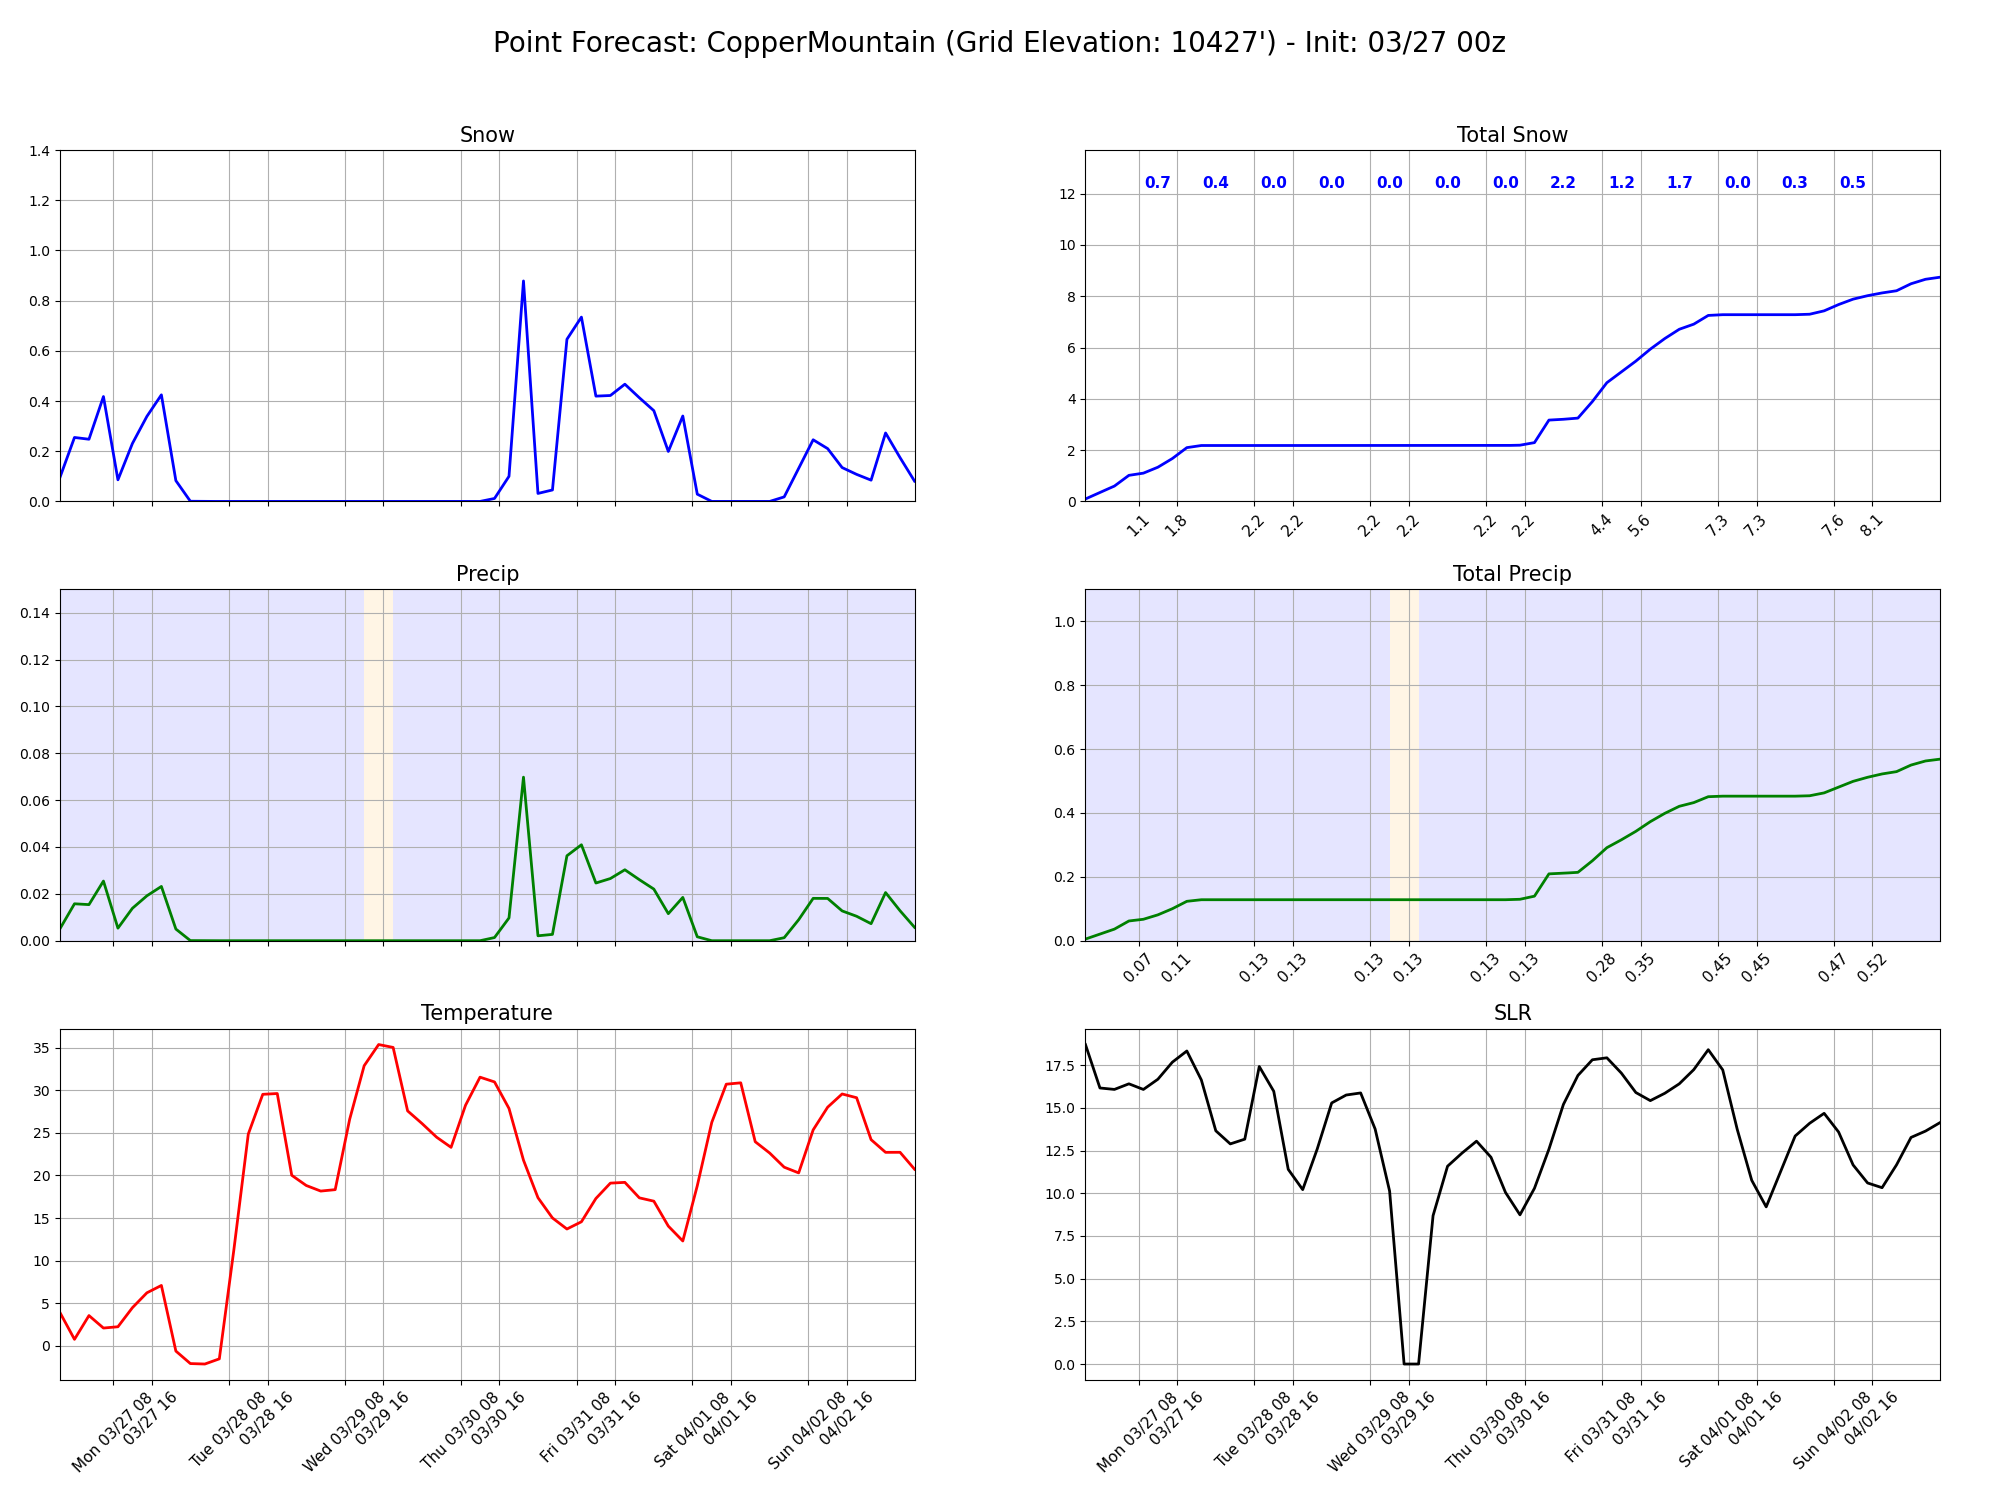 Point Forecast: CopperMountain (Grid Elevation: 10427') - Init: 03/27 00z
Snow
1.4
1.2
1.0
0.8
0.6
0.4
0.2
0.0
Total Snow
0.7 0.4 0.0 0.0 0.0 0.0 0.0 2.2 1.2 1.7 0.0 0.3 0.5
12
10
8
6
4
2
0
1.1 1.8 2.2 2.2 2.2 2.2 2.2 2.2 4.4 5.6 7.3 7.3 7.6 8.1
Precip
0.14
0.12
0.10
0.08
0.06
0.04
0.02
0.00
Total Precip
1.0
0.8
0.6
0.4
0.2
0.0
0.07 0.11 0.13 0.13 0.13 0.13 0.13 0.13 0.28 0.35 0.45 0.45 0.47 0.52
Temperature
35
30
25
20
15
10
5
0
Mon 03/27 08
03/27 16
Tue 03/28 08
03/28 16
Wed 03/29 08
03/29 16
Thu 03/30 08
03/30 16
Fri 03/31 08
03/31 16
Sat 04/01 08
04/01 16
Sun 04/02 08
04/02 16
SLR
17.5
15.0
12.5
10.0
7.5
5.0
2.5
0.0
Mon 03/27 08
03/27 16
Tue 03/28 08
03/28 16
Wed 03/29 08
03/29 16
Thu 03/30 08
03/30 16
Fri 03/31 08
03/31 16
Sat 04/01 08
04/01 16
Sun 04/02 08
04/02 16